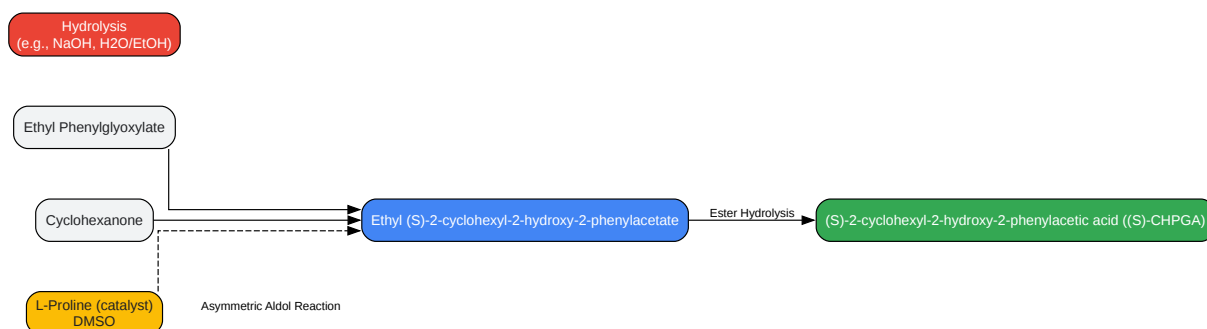 Hydrolysis
(e.g., NaOH, H2O/EtOH)
Ethyl Phenylglyoxylate
Cyclohexanone
Ethyl (S)-2-cyclohexyl-2-hydroxy-2-phenylacetate
Ester Hydrolysis
(S)-2-cyclohexyl-2-hydroxy-2-phenylacetic acid ((S)-CHPGA)
L-Proline (catalyst)
DMSO
Asymmetric Aldol Reaction